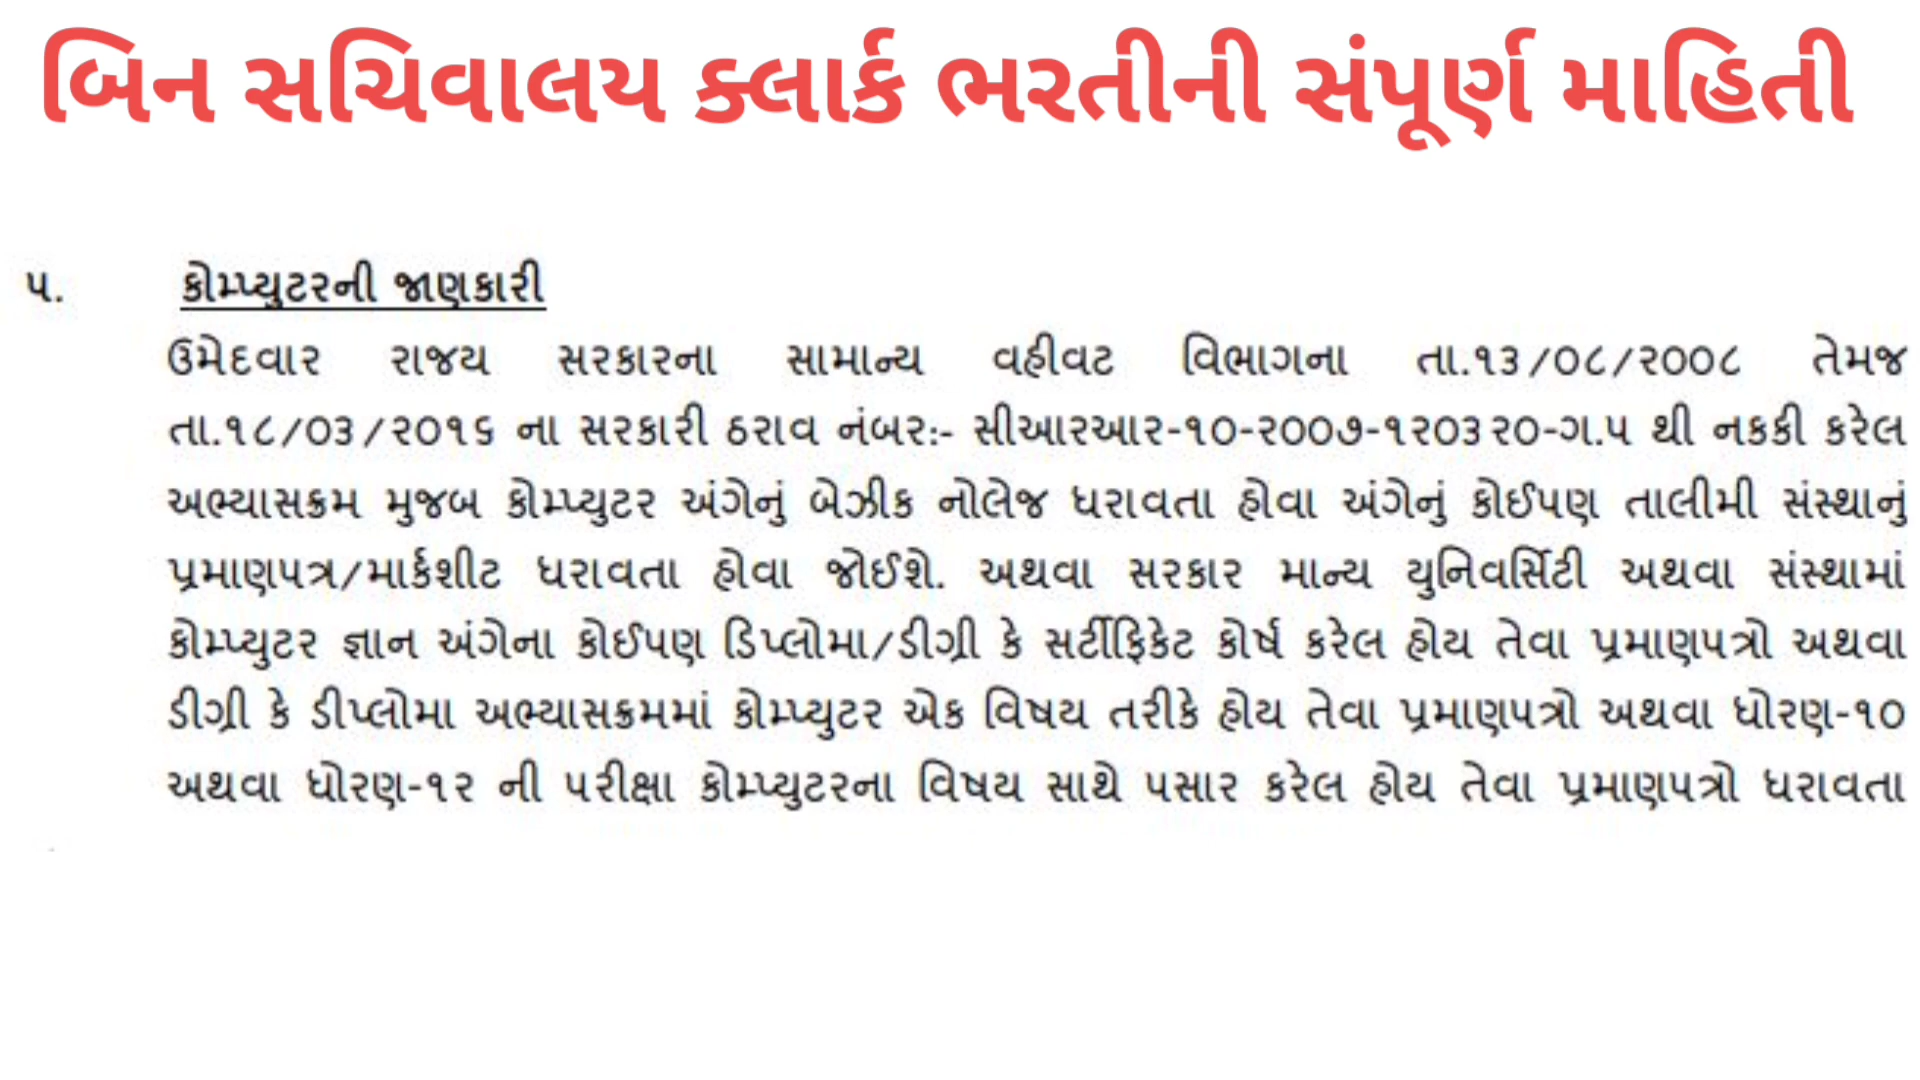 બિન સચિવાલય ક્લાર્ક ભરતીની સંપૂર્ણ માહિતી
૫. કોમ્પ્યુટરની જાણકારી
ઉમેદવાર રાજય સરકારના સામાન્ય વહીવટ વિભાગના તા.૧૩/૦૮/૨૦૦૮ તેમજ
તા.૧૮/૦૩/૨૦૧૬ ના સરકારી ઠરાવ નંબર:- સીઆરઆર-૧૦-૨૦૦૭-૧૨૦૩૨૦-ગ.૫ થી નકકી કરેલ
અભ્યાસક્રમ મુજબ કોમ્પ્યુટર અંગેનું બેઝીક નોલેજ ધરાવતા હોવા અંગેનું કોઈપણ તાલીમી સંસ્થાનું
પ્રમાણપત્ર/માર્કશીટ ધરાવતા હોવા જોઈશે. અથવા સરકાર માન્ય યુનિવર્સિટી અથવા સંસ્થામાં
કોમ્પ્યુટર જ્ઞાન અંગેના કોઈપણ ડિપ્લોમા/ડીગ્રી કે સર્ટીફિકેટ કોર્ષ કરેલ હોય તેવા પ્રમાણપત્રો અથવા
ડીગ્રી કે ડીપ્લોમા અભ્યાસક્રમમાં કોમ્પ્યુટર એક વિષય તરીકે હોય તેવા પ્રમાણપત્રો અથવા ધોરણ-૧૦
અથવા ધોરણ-૧૨ ની પરીક્ષા કોમ્પ્યુટરના વિષય સાથે પસાર કરેલ હોય તેવા પ્રમાણપત્રો ધરાવતા